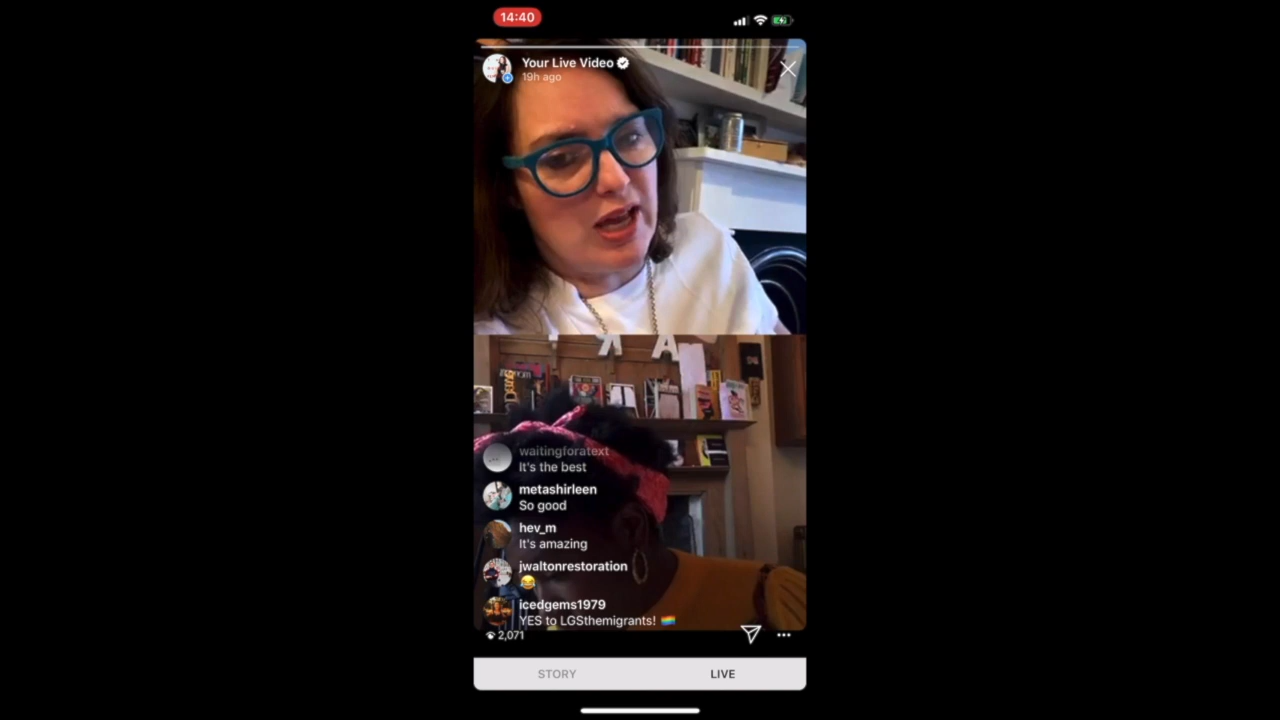 14:40
Your Live Video
19h ago
waitingforatext
It's the best
metashirleen
So good
hev_m
It's amazing
jwaltonrestoration
😂
icedgems1979
YES to LGSthemigrants! 🏳️‍🌈
2,071
STORY
LIVE